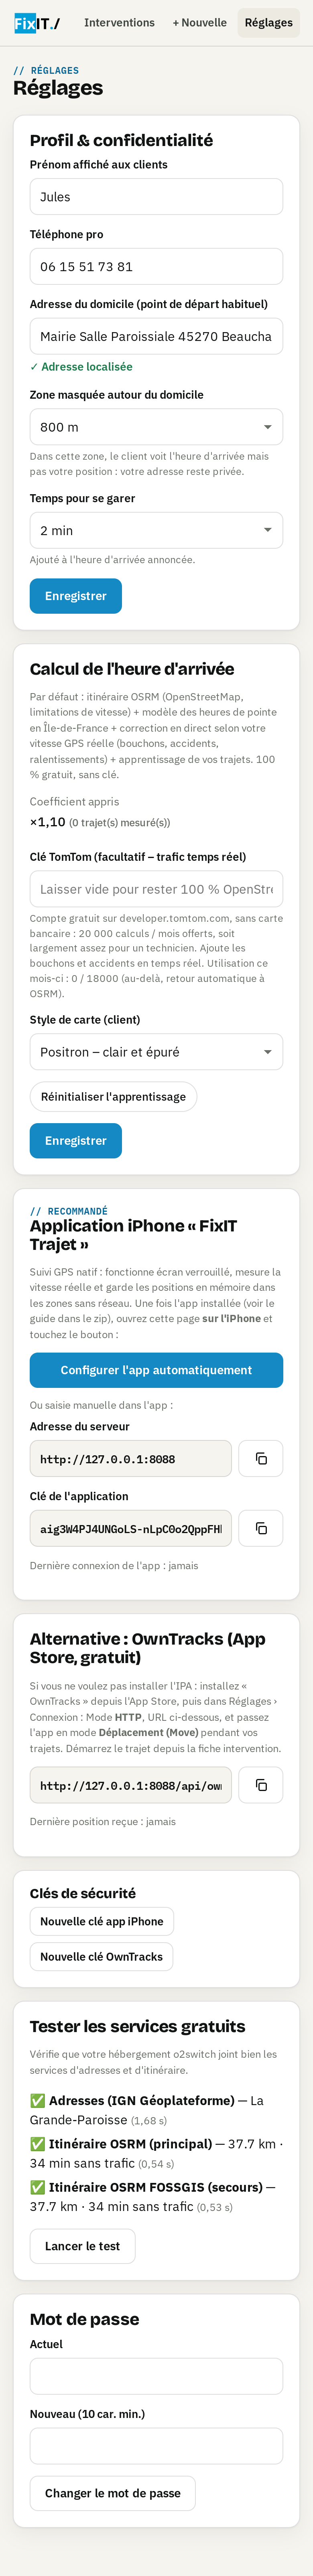 FixIT./ Interventions + Nouvelle Réglages
// RÉGLAGES
Réglages
Profil & confidentialité
Prénom affiché aux clients
Jules
Téléphone pro
06 15 51 73 81
Adresse du domicile (point de départ habituel)
Mairie Salle Paroissiale 45270 Beaucha
✓ Adresse localisée
Zone masquée autour du domicile
800 m
Dans cette zone, le client voit l'heure d'arrivée mais
pas votre position : votre adresse reste privée.
Temps pour se garer
2 min
Ajouté à l'heure d'arrivée annoncée.
Enregistrer
Calcul de l'heure d'arrivée
Par défaut : itinéraire OSRM (OpenStreetMap,
limitations de vitesse) + modèle des heures de pointe
en Île-de-France + correction en direct selon votre
vitesse GPS réelle (bouchons, accidents,
ralentissements) + apprentissage de vos trajets. 100
% gratuit, sans clé.
Coefficient appris
×1,10 (0 trajet(s) mesuré(s))
Clé TomTom (facultatif – trafic temps réel)
Laisser vide pour rester 100 % OpenStre
Compte gratuit sur developer.tomtom.com, sans carte
bancaire : 20 000 calculs / mois offerts, soit
largement assez pour un technicien. Ajoute les
bouchons et accidents en temps réel. Utilisation ce
mois-ci : 0 / 18000 (au-delà, retour automatique à
OSRM).
Style de carte (client)
Positron – clair et épuré
Réinitialiser l'apprentissage
Enregistrer
// RECOMMANDÉ
Application iPhone « FixIT
Trajet »
Suivi GPS natif : fonctionne écran verrouillé, mesure la
vitesse réelle et garde les positions en mémoire dans
les zones sans réseau. Une fois l'app installée (voir le
guide dans le zip), ouvrez cette page sur l'iPhone et
touchez le bouton :
Configurer l'app automatiquement
Ou saisie manuelle dans l'app :
Adresse du serveur
http://127.0.0.1:8088
Clé de l'application
aig3W4PJ4UNGoLS-nLpC0o2QppFH
Dernière connexion de l'app : jamais
Alternative : OwnTracks (App
Store, gratuit)
Si vous ne voulez pas installer l'IPA : installez «
OwnTracks » depuis l'App Store, puis dans Réglages ›
Connexion : Mode HTTP, URL ci-dessous, et passez
l'app en mode Déplacement (Move) pendant vos
trajets. Démarrez le trajet depuis la fiche intervention.
http://127.0.0.1:8088/api/ow
Dernière position reçue : jamais
Clés de sécurité
Nouvelle clé app iPhone
Nouvelle clé OwnTracks
Tester les services gratuits
Vérifie que votre hébergement o2switch joint bien les
services d'adresses et d'itinéraire.
✅ Adresses (IGN Géoplateforme) — La
Grande-Paroisse (1,68 s)
✅ Itinéraire OSRM (principal) — 37.7 km ·
34 min sans trafic (0,54 s)
✅ Itinéraire OSRM FOSSGIS (secours) —
37.7 km · 34 min sans trafic (0,53 s)
Lancer le test
Mot de passe
Actuel
Nouveau (10 car. min.)
Changer le mot de passe